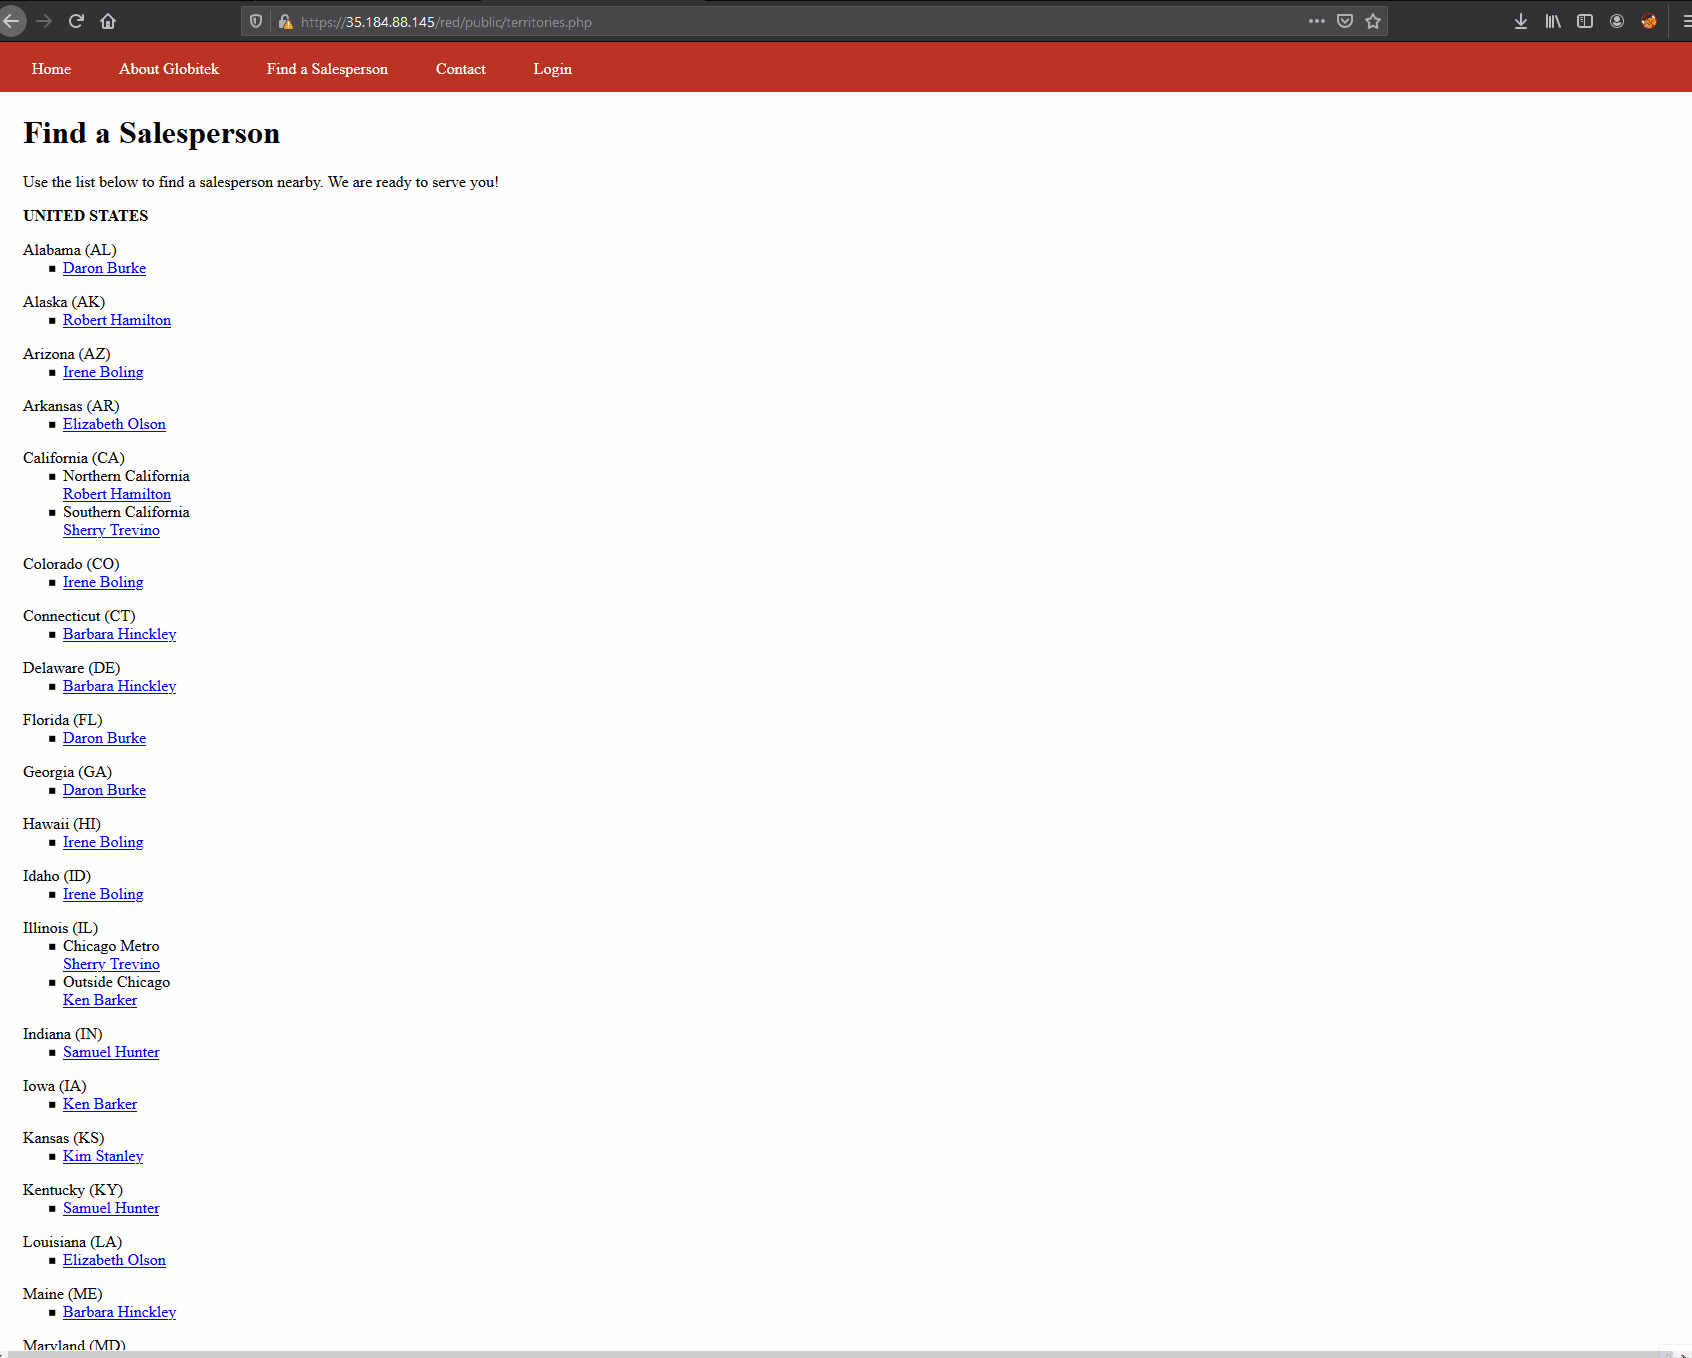 https://35.184.88.145/red/public/territories.php
Home About Globitek Find a Salesperson Contact Login
Find a Salesperson
Use the list below to find a salesperson nearby. We are ready to serve you!
UNITED STATES
Alabama (AL)
Daron Burke
Alaska (AK)
Robert Hamilton
Arizona (AZ)
Irene Boling
Arkansas (AR)
Elizabeth Olson
California (CA)
Northern California
Robert Hamilton
Southern California
Sherry Trevino
Colorado (CO)
Irene Boling
Connecticut (CT)
Barbara Hinckley
Delaware (DE)
Barbara Hinckley
Florida (FL)
Daron Burke
Georgia (GA)
Daron Burke
Hawaii (HI)
Irene Boling
Idaho (ID)
Irene Boling
Illinois (IL)
Chicago Metro
Sherry Trevino
Outside Chicago
Ken Barker
Indiana (IN)
Samuel Hunter
Iowa (IA)
Ken Barker
Kansas (KS)
Kim Stanley
Kentucky (KY)
Samuel Hunter
Louisiana (LA)
Elizabeth Olson
Maine (ME)
Barbara Hinckley
Maryland (MD)